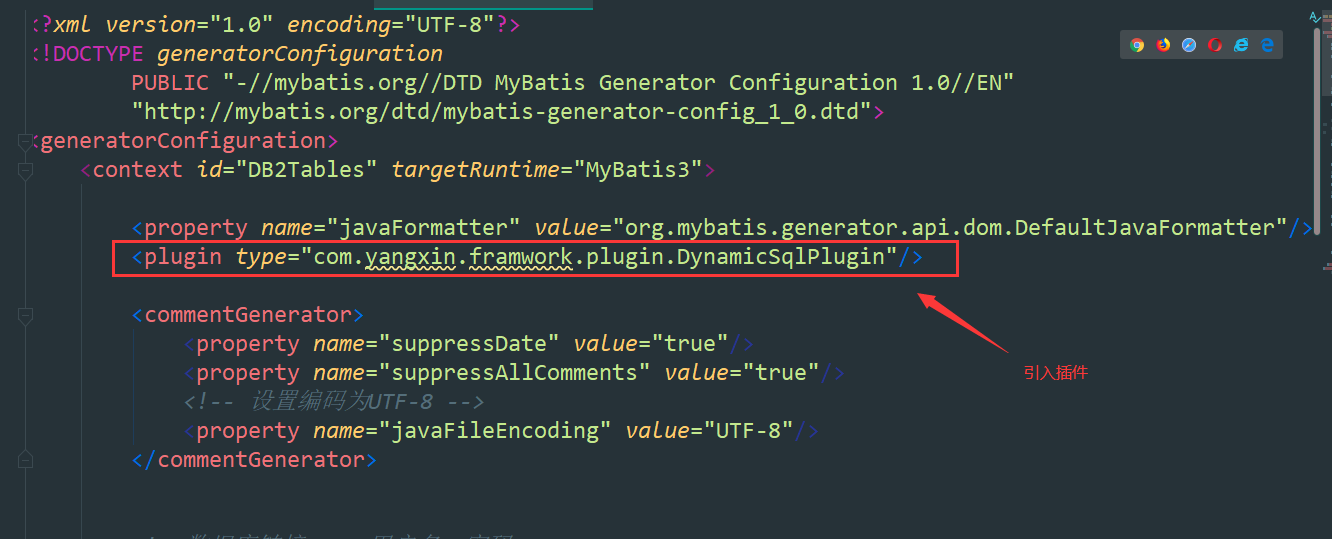 <?xml version="1.0" encoding="UTF-8"?>
<!DOCTYPE generatorConfiguration
PUBLIC "-//mybatis.org//DTD MyBatis Generator Configuration 1.0//EN"
"http://mybatis.org/dtd/mybatis-generator-config_1_0.dtd">
<generatorConfiguration>
<context id="DB2Tables" targetRuntime="MyBatis3">
<property name="javaFormatter" value="org.mybatis.generator.api.dom.DefaultJavaFormatter"/>
<plugin type="com.yangxin.framwork.plugin.DynamicSqlPlugin"/>
<commentGenerator>
<property name="suppressDate" value="true"/>
<property name="suppressAllComments" value="true"/>
引入插件
<!-- 设置编码为UTF-8 -->
<property name="javaFileEncoding" value="UTF-8"/>
</commentGenerator>